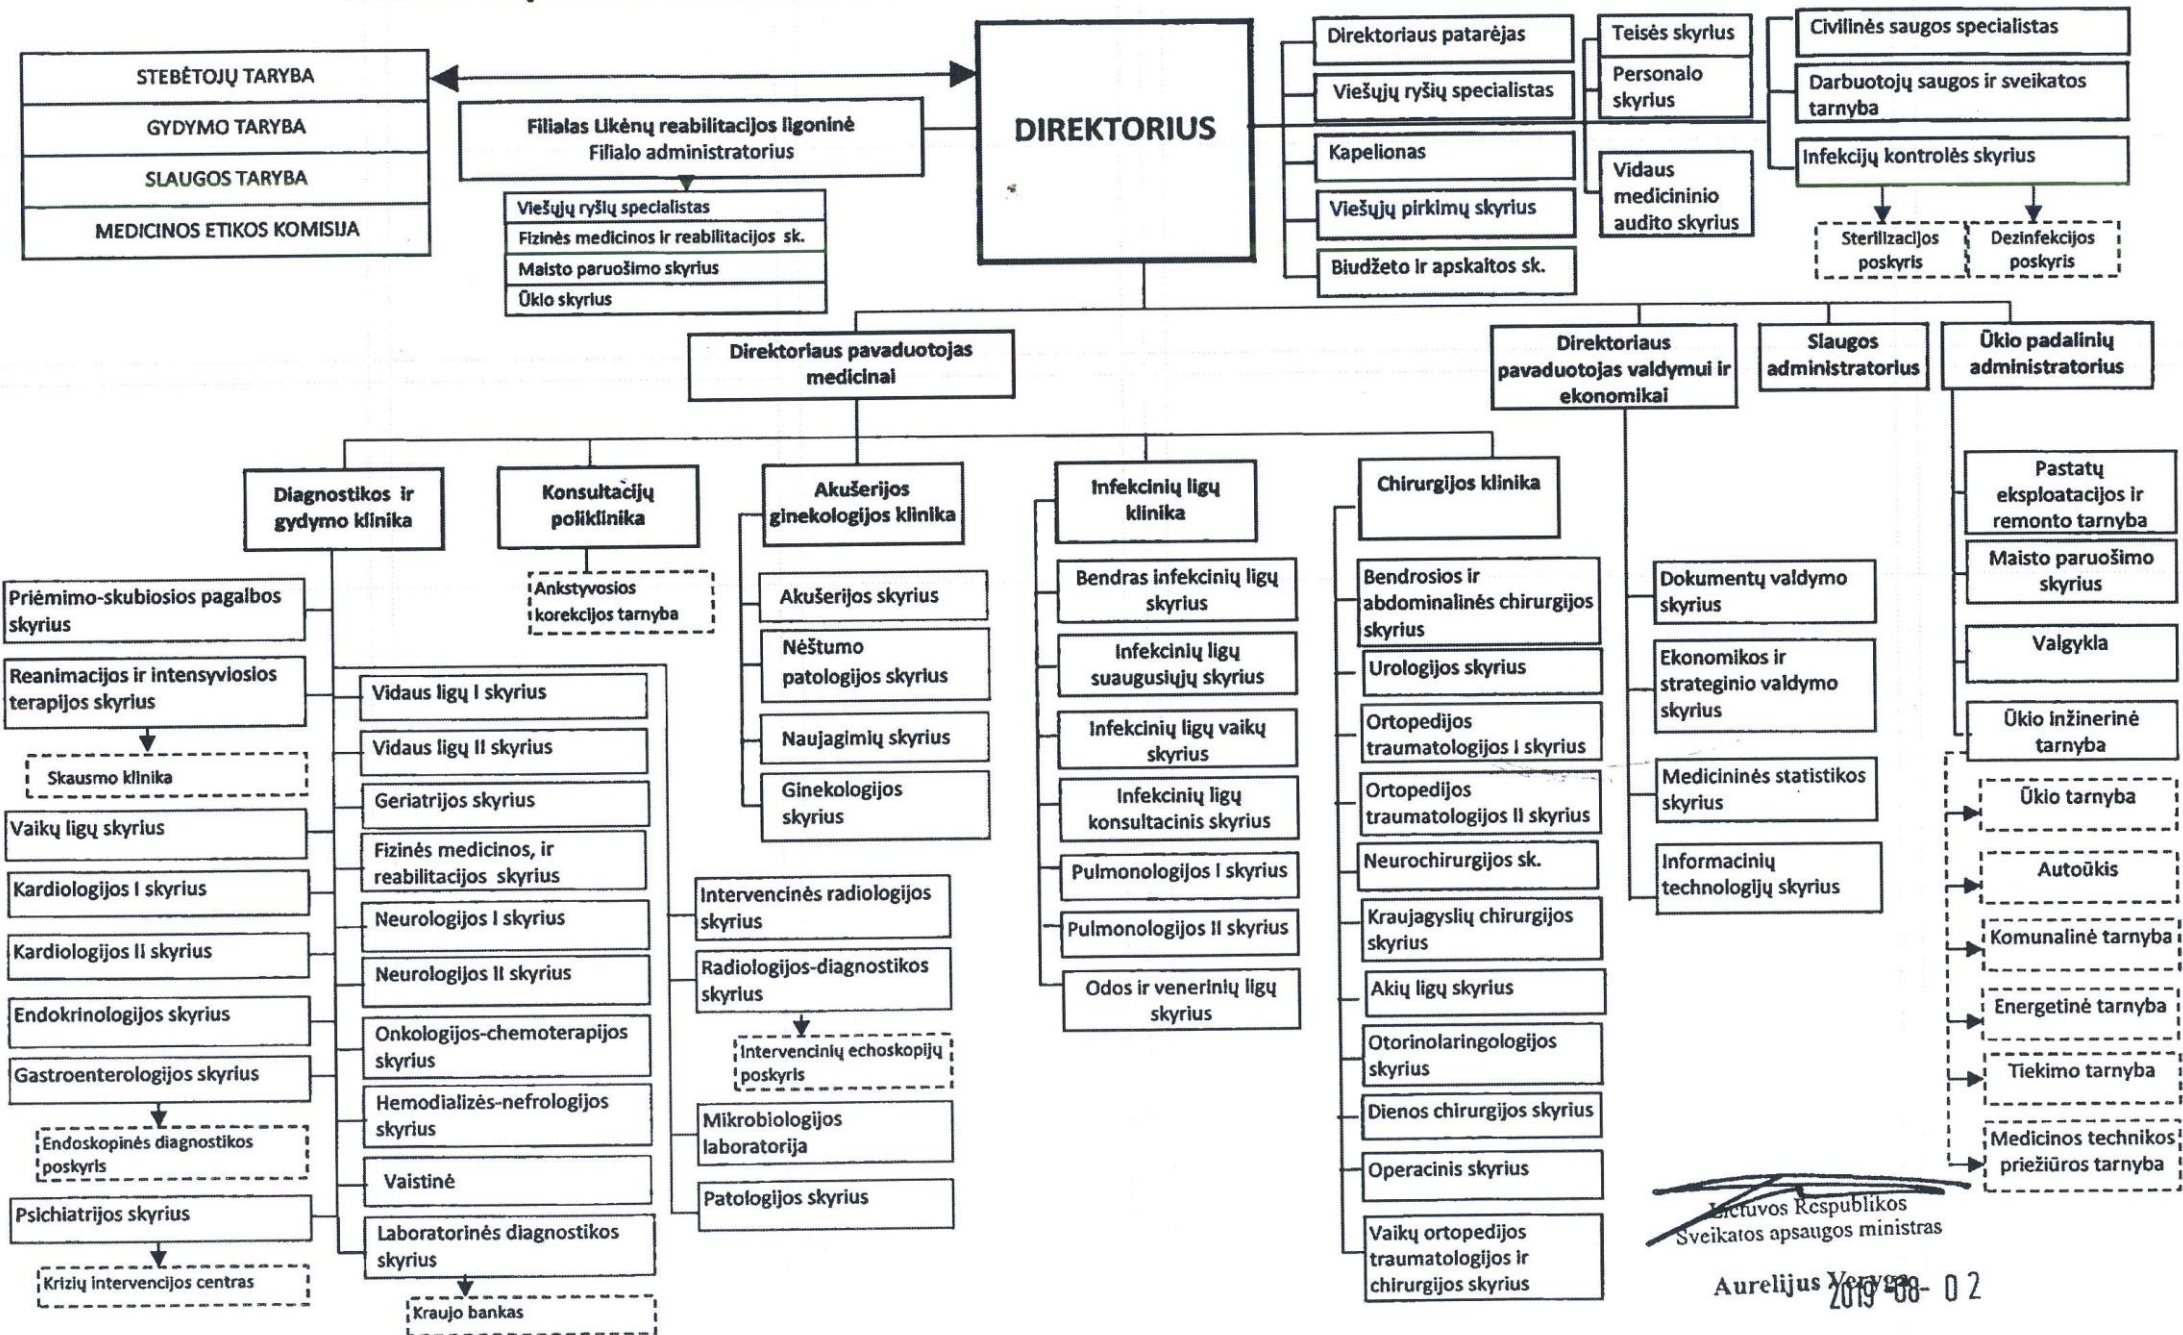 STEBĖTOJŲ TARYBA
GYDYMO TARYBA
SLAUGOS TARYBA
MEDICINOS ETIKOS KOMISIJA
Filialas Likėnų reabilitacijos ligoninė
Filialo administratorius
Viešųjų ryšių specialistas
Fizinės medicinos ir reabilitacijos sk.
Maisto paruošimo skyrius
Ūkio skyrius
DIREKTORIUS
Direktoriaus patarėjas
Viešųjų ryšių specialistas
Kapelionas
Viešųjų pirkimų skyrius
Biudžeto ir apskaitos sk.
Teisės skyrius
Personalo
skyrius
Vidaus
medicininio
audito skyrius
Civilinės saugos specialistas
Darbuotojų saugos ir sveikatos
tarnyba
Infekcijų kontrolės skyrius
Sterilizacijos
poskyris
Dezinfekcijos
poskyris
Direktoriaus pavaduotojas
medicinai
Direktoriaus
pavaduotojas valdymui ir
ekonomikai
Slaugos
administratorius
Ūkio padalinių
administratorius
Diagnostikos ir
gydymo klinika
Konsultacijų
poliklinika
Akušerijos
ginekologijos klinika
Infekcinių ligų
klinika
Chirurgijos klinika
Priėmimo-skubiosios pagalbos
skyrius
Reanimacijos ir intensyviosios
terapijos skyrius
Skausmo klinika
Vaikų ligų skyrius
Kardiologijos I skyrius
Kardiologijos II skyrius
Endokrinologijos skyrius
Gastroenterologijos skyrius
Endoskopinės diagnostikos
poskyris
Psichiatrijos skyrius
Krizių intervencijos centras
Vidaus ligų I skyrius
Vidaus ligų II skyrius
Geriatrijos skyrius
Fizinės medicinos, ir
reabilitacijos skyrius
Neurologijos I skyrius
Neurologijos II skyrius
Onkologijos-chemoterapijos
skyrius
Hemodializės-nefrologijos
skyrius
Vaistinė
Laboratorinės diagnostikos
skyrius
Kraujo bankas
Ankstyvosios
korekcijos tarnyba
Intervencinės radiologijos
skyrius
Radiologijos-diagnostikos
skyrius
Intervencinių echoskopijų
poskyris
Mikrobiologijos
laboratorija
Patologijos skyrius
Akušerijos skyrius
Nėštumo
patologijos skyrius
Naujagimių skyrius
Ginekologijos
skyrius
Bendras infekcinių ligų
skyrius
Infekcinių ligų
suaugusiųjų skyrius
Infekcinių ligų vaikų
skyrius
Infekcinių ligų
konsultacinis skyrius
Pulmonologijos I skyrius
Pulmonologijos II skyrius
Odos ir venerinių ligų
skyrius
Bendrosios ir
abdominalinės chirurgijos
skyrius
Urologijos skyrius
Ortopedijos
traumatologijos I skyrius
Ortopedijos
traumatologijos II skyrius
Neurochirurgijos sk.
Kraujagyslių chirurgijos
skyrius
Akių ligų skyrius
Otorinolaringologijos
skyrius
Dienos chirurgijos skyrius
Operacinis skyrius
Vaikų ortopedijos
traumatologijos ir
chirurgijos skyrius
Dokumentų valdymo
skyrius
Ekonomikos ir
strateginio valdymo
skyrius
Medicininės statistikos
skyrius
Informacinių
technologijų skyrius
Pastatų
eksploatacijos ir
remonto tarnyba
Maisto paruošimo
skyrius
Valgykla
Ūkio inžinerinė
tarnyba
Ūkio tarnyba
Autoūkis
Komunalinė tarnyba
Energetinė tarnyba
Tiekimo tarnyba
Medicinos technikos
priežiūros tarnyba
Lietuvos Respublikos
Sveikatos apsaugos ministras
Aurelijus Veryga
2019-08-02